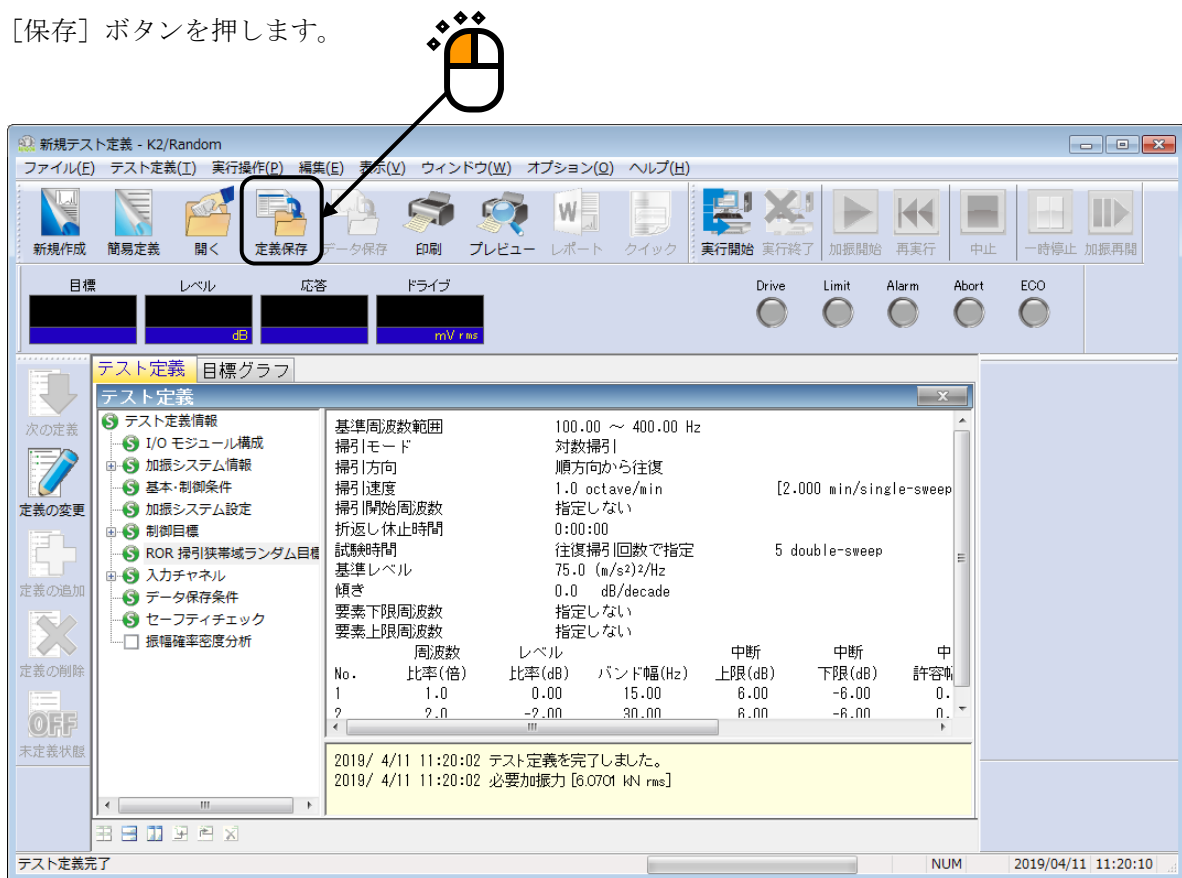 ［保存］ボタンを押します。
新規テスト定義 - K2/Random
ファイル(F) テスト定義(T) 実行操作(P) 編集(E) 表示(V) ウィンドウ(W) オプション(O) ヘルプ(H)
新規作成 簡易定義 開く 定義保存 データ保存 印刷 プレビュー レポート クイック 実行開始 実行終了 加振開始 再実行 中止 一時停止 加振再開
目標 レベル 応答 ドライブ Drive Limit Alarm Abort ECO
dB mV rms
テスト定義 目標グラフ
テスト定義
次の定義
定義の変更
定義の追加
定義の削除
OFF
未定義状態
テスト定義情報
I/O モジュール構成
加振システム情報
基本･制御条件
加振システム設定
制御目標
ROR 掃引狭帯域ランダム目標
入力チャネル
データ保存条件
セーフティチェック
振幅確率密度分析
基準周波数範囲 100.00 ～ 400.00 Hz
掃引モード 対数掃引
掃引方向 順方向から往復
掃引速度 1.0 octave/min [2.000 min/single-sweep
掃引開始周波数 指定しない
折返し休止時間 0:00:00
試験時間 往復掃引回数で指定 5 double-sweep
基準レベル 75.0 (m/s²)²/Hz
傾き 0.0 dB/decade
要素下限周波数 指定しない
要素上限周波数 指定しない
周波数 レベル 中断 中断 中
No. 比率(倍) 比率(dB) バンド幅(Hz) 上限(dB) 下限(dB) 許容幅
1 1.0 0.00 15.00 6.00 -6.00 0.
2 2.0 -2.00 30.00 6.00 -6.00 0.
2019/ 4/11 11:20:02 テスト定義を完了しました。
2019/ 4/11 11:20:02 必要加振力 [6.0701 kN rms]
テスト定義完了 NUM 2019/04/11 11:20:10